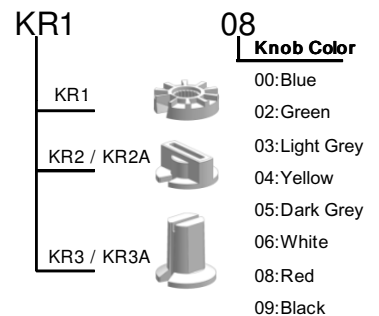 KR1
08
Knob Color
KR1
00:Blue
02:Green
KR2 / KR2A
03:Light Grey
04:Yellow
05:Dark Grey
06:White
KR3 / KR3A
08:Red
09:Black